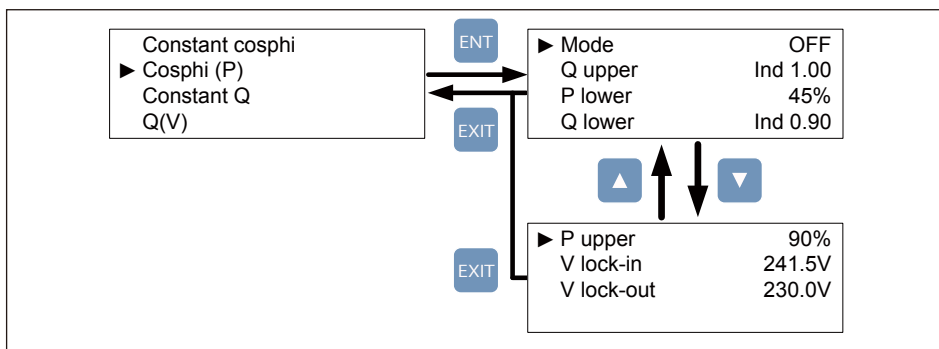 Constant cosphi
► Cosphi (P)
Constant Q
Q(V)
ENT
EXIT
► Mode OFF
Q upper Ind 1.00
P lower 45%
Q lower Ind 0.90
▲
▼
EXIT
► P upper 90%
V lock-in 241.5V
V lock-out 230.0V